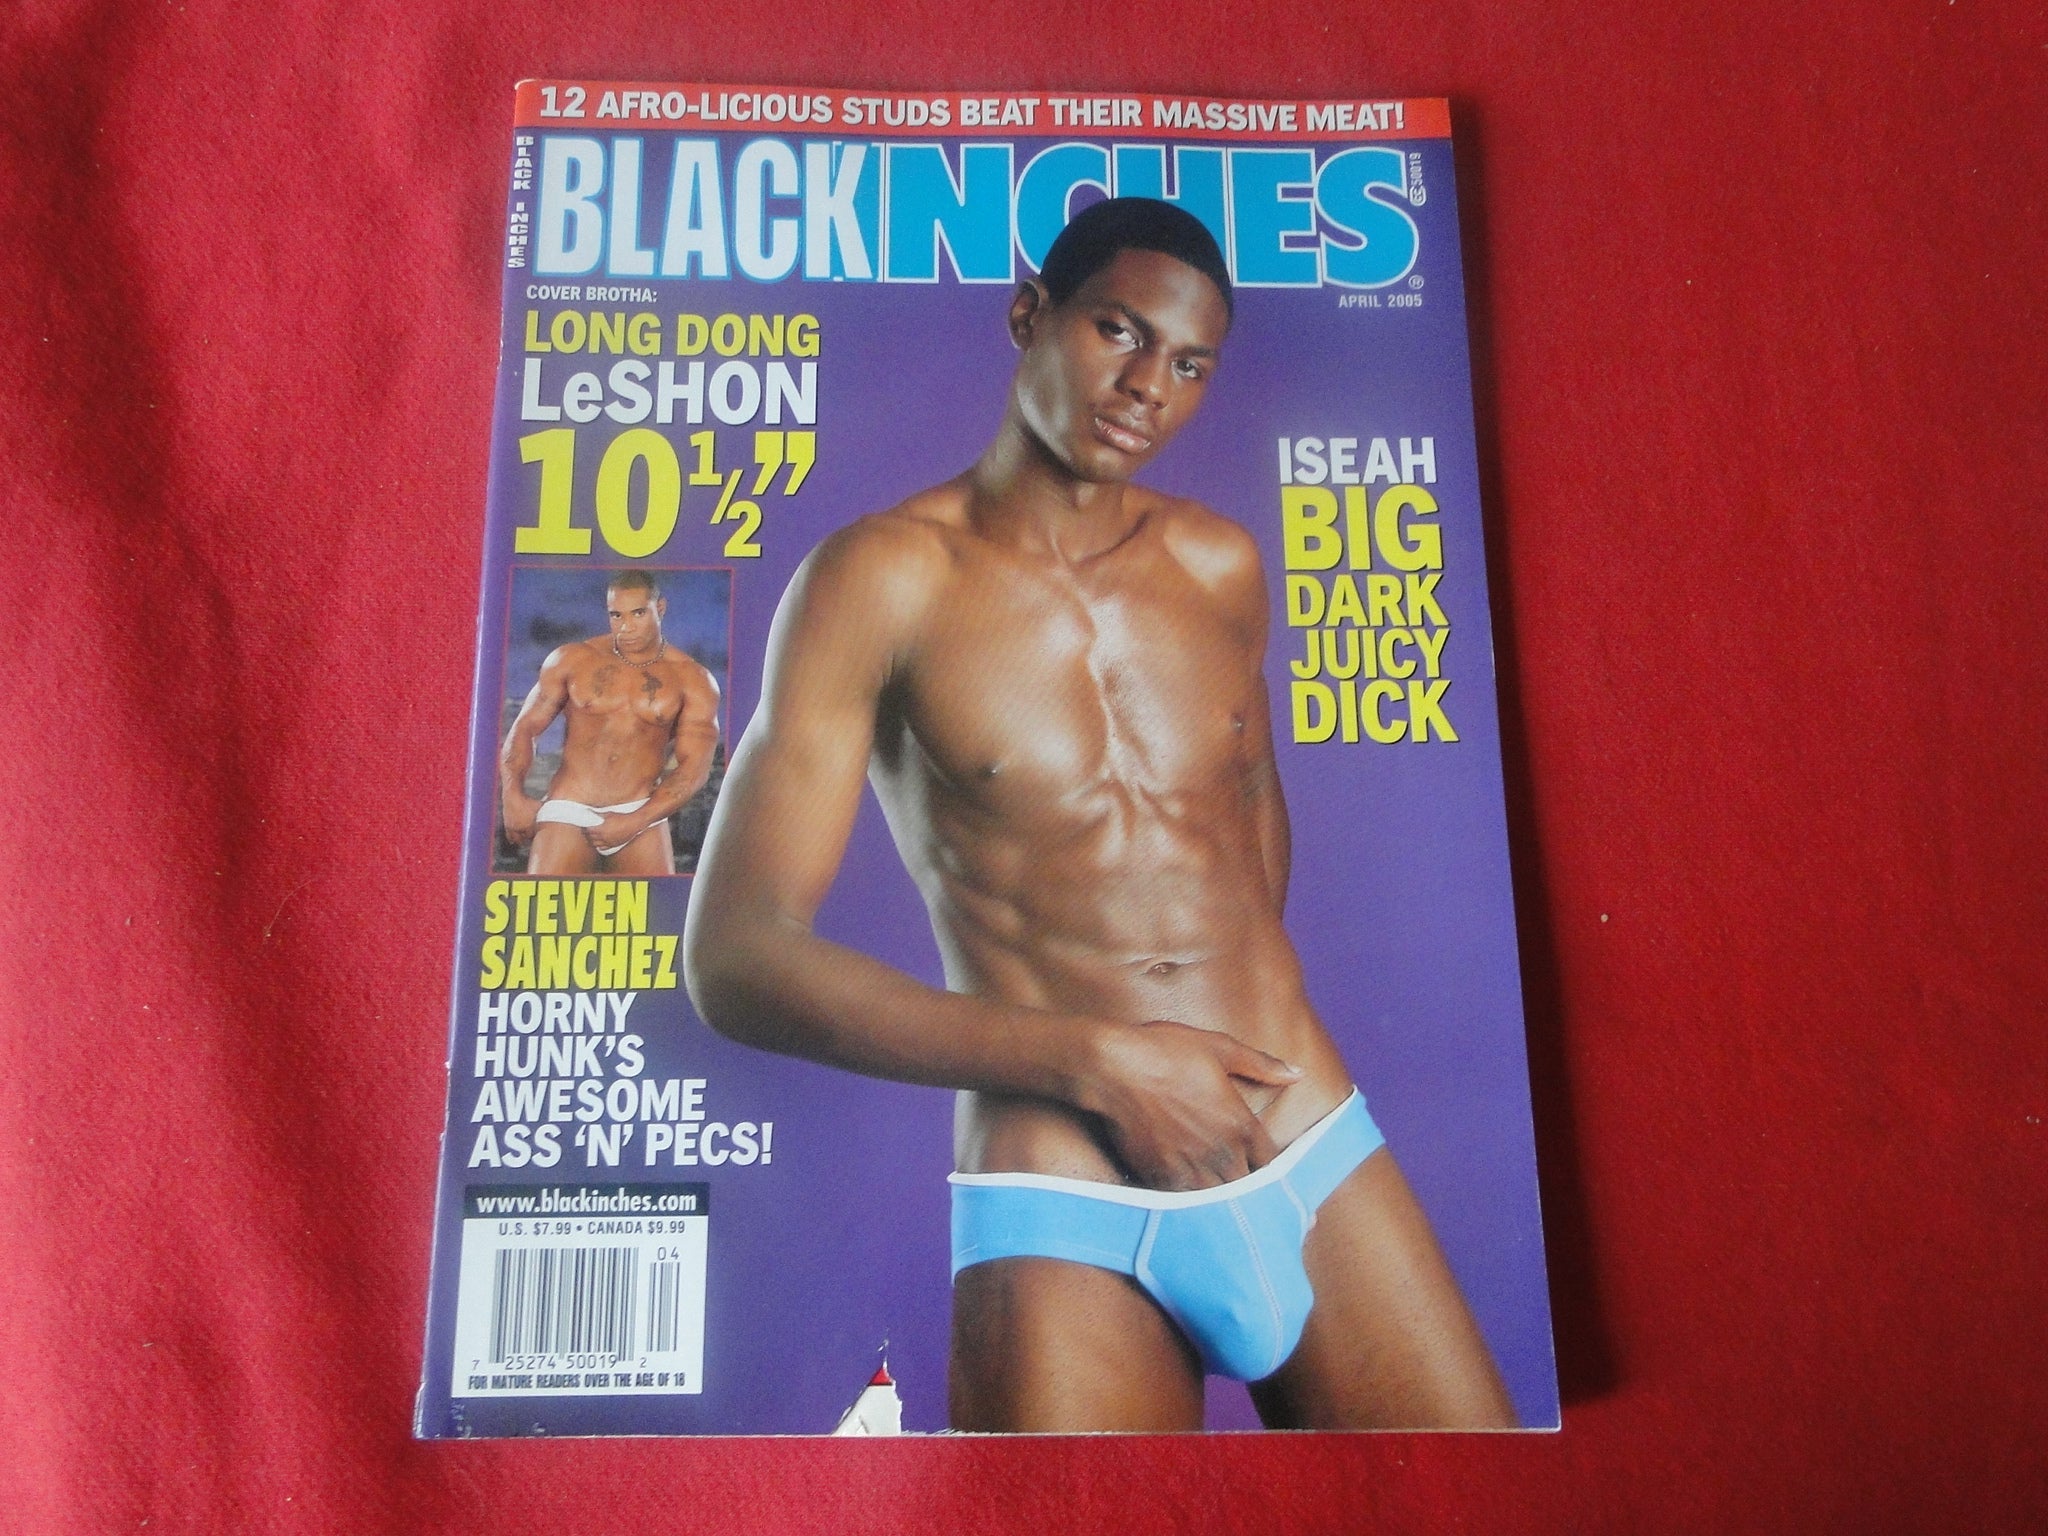 12 AFRO-LICIOUS STUDS BEAT THEIR MASSIVE MEAT!
BLACK INCHES
BLACKINCHES®
50019
APRIL 2005
COVER BROTHA:
LONG DONG
LeSHON
10 1/2”
ISEAH
BIG
DARK
JUICY
DICK
STEVEN
SANCHEZ
HORNY
HUNK'S
AWESOME
ASS 'N' PECS!
www.blackinches.com
U.S. $7.99 • CANADA $9.99
04
7 25274 50019 2
FOR MATURE READERS OVER THE AGE OF 18